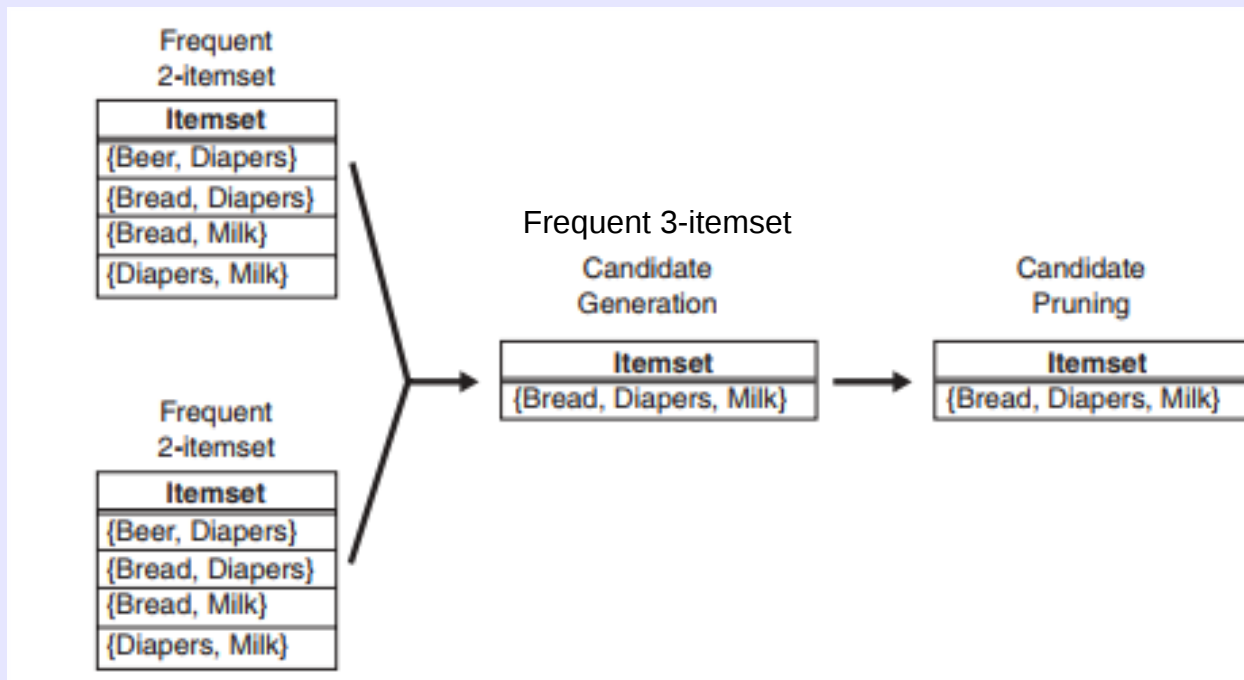 Frequent
2-itemset
Itemset
{Beer, Diapers}
{Bread, Diapers}
{Bread, Milk}
{Diapers, Milk}
Frequent
2-itemset
Itemset
{Beer, Diapers}
{Bread, Diapers}
{Bread, Milk}
{Diapers, Milk}
Frequent 3-itemset
Candidate
Generation
Itemset
{Bread, Diapers, Milk}
Candidate
Pruning
Itemset
{Bread, Diapers, Milk}